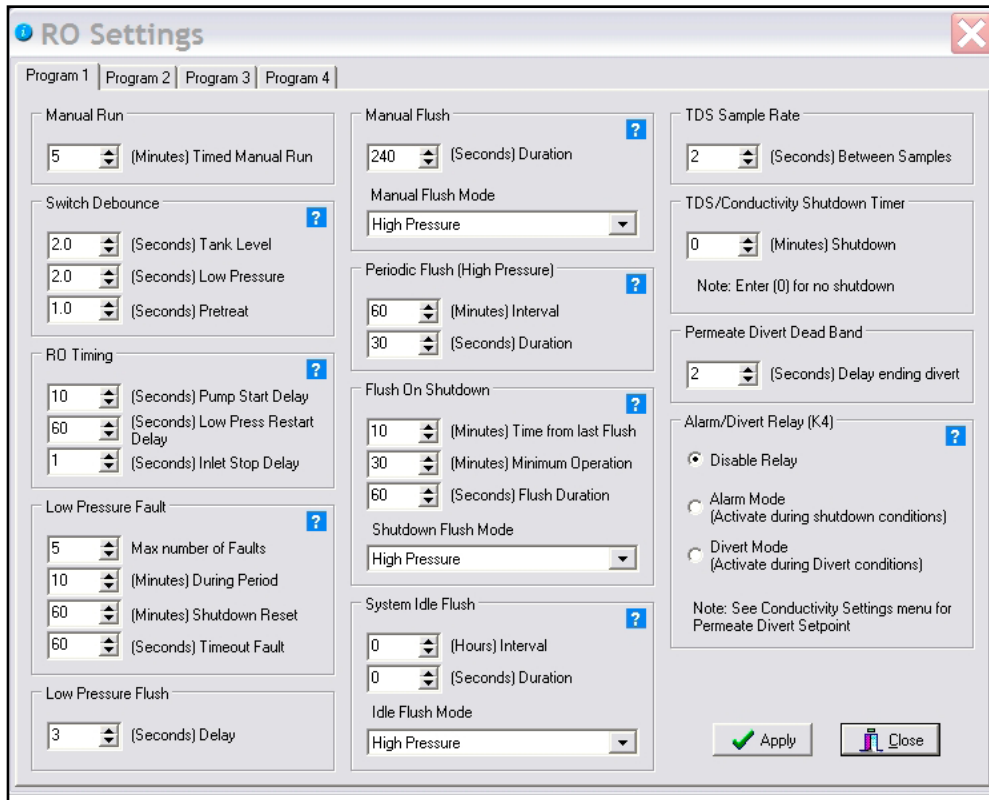 RO Settings
Program 1 Program 2 Program 3 Program 4
Manual Run
5 (Minutes) Timed Manual Run
Switch Debounce
?
2.0 (Seconds) Tank Level
2.0 (Seconds) Low Pressure
1.0 (Seconds) Pretreat
RO Timing
?
10 (Seconds) Pump Start Delay
60 (Seconds) Low Press Restart
Delay
1 (Seconds) Inlet Stop Delay
Low Pressure Fault
?
5 Max number of Faults
10 (Minutes) During Period
60 (Minutes) Shutdown Reset
60 (Seconds) Timeout Fault
Low Pressure Flush
3 (Seconds) Delay
Manual Flush
?
240 (Seconds) Duration
Manual Flush Mode
High Pressure
Periodic Flush (High Pressure)
?
60 (Minutes) Interval
30 (Seconds) Duration
Flush On Shutdown
?
10 (Minutes) Time from last Flush
30 (Minutes) Minimum Operation
60 (Seconds) Flush Duration
Shutdown Flush Mode
High Pressure
System Idle Flush
?
0 (Hours) Interval
0 (Seconds) Duration
Idle Flush Mode
High Pressure
TDS Sample Rate
2 (Seconds) Between Samples
TDS/Conductivity Shutdown Timer
0 (Minutes) Shutdown
Note: Enter (0) for no shutdown
Permeate Divert Dead Band
2 (Seconds) Delay ending divert
Alarm/Divert Relay (K4)
?
Disable Relay
Alarm Mode
(Activate during shutdown conditions)
Divert Mode
(Activate during Divert conditions)
Note: See Conductivity Settings menu for
Permeate Divert Setpoint
Apply
Close